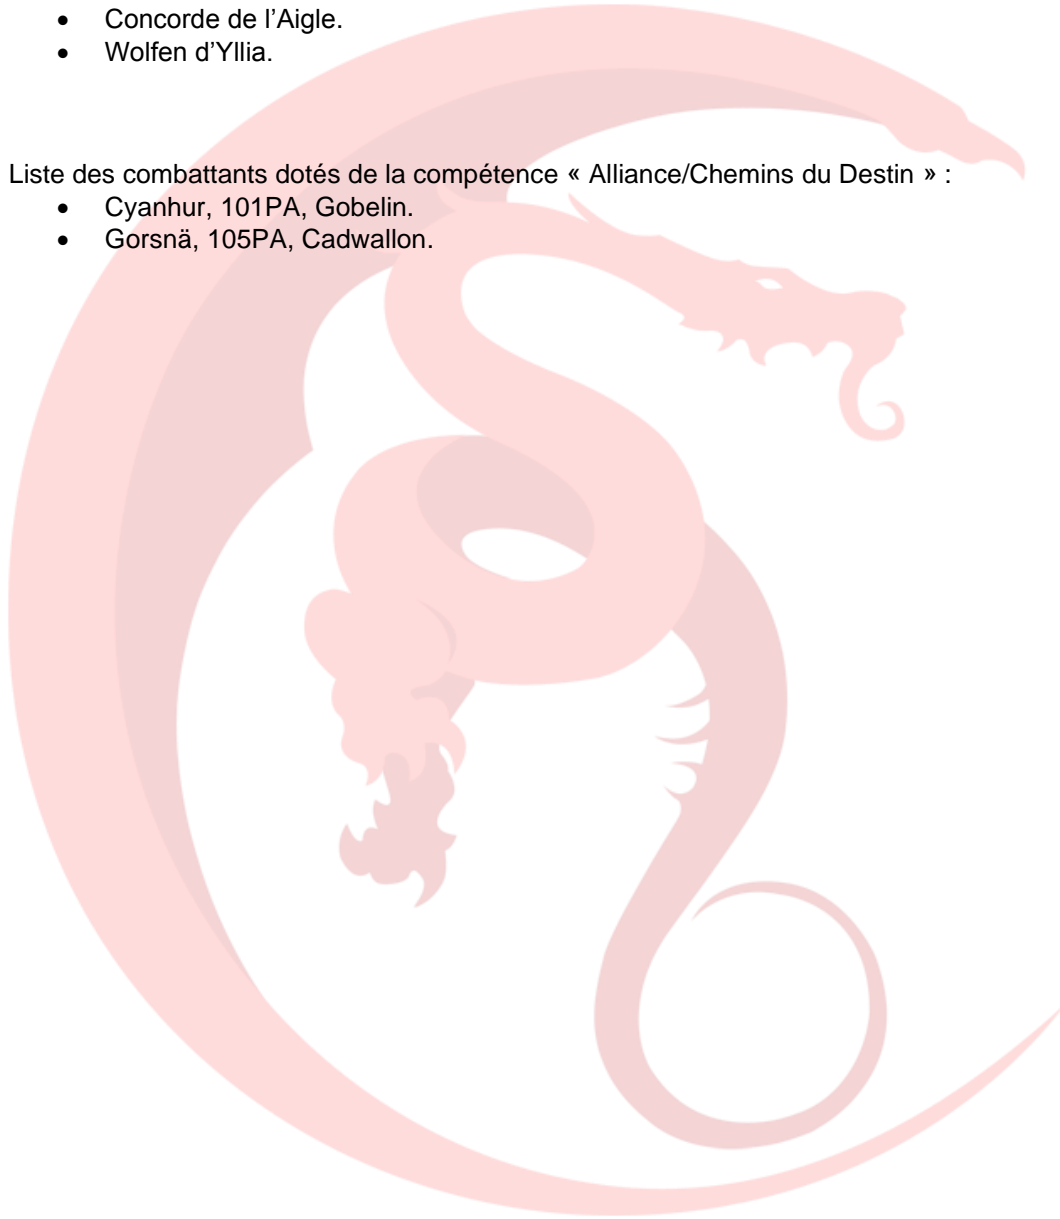 • Concorde de l’Aigle.
• Wolfen d’Yllia.
Liste des combattants dotés de la compétence « Alliance/Chemins du Destin » :
• Cyanhur, 101PA, Gobelin.
• Gorsnä, 105PA, Cadwallon.